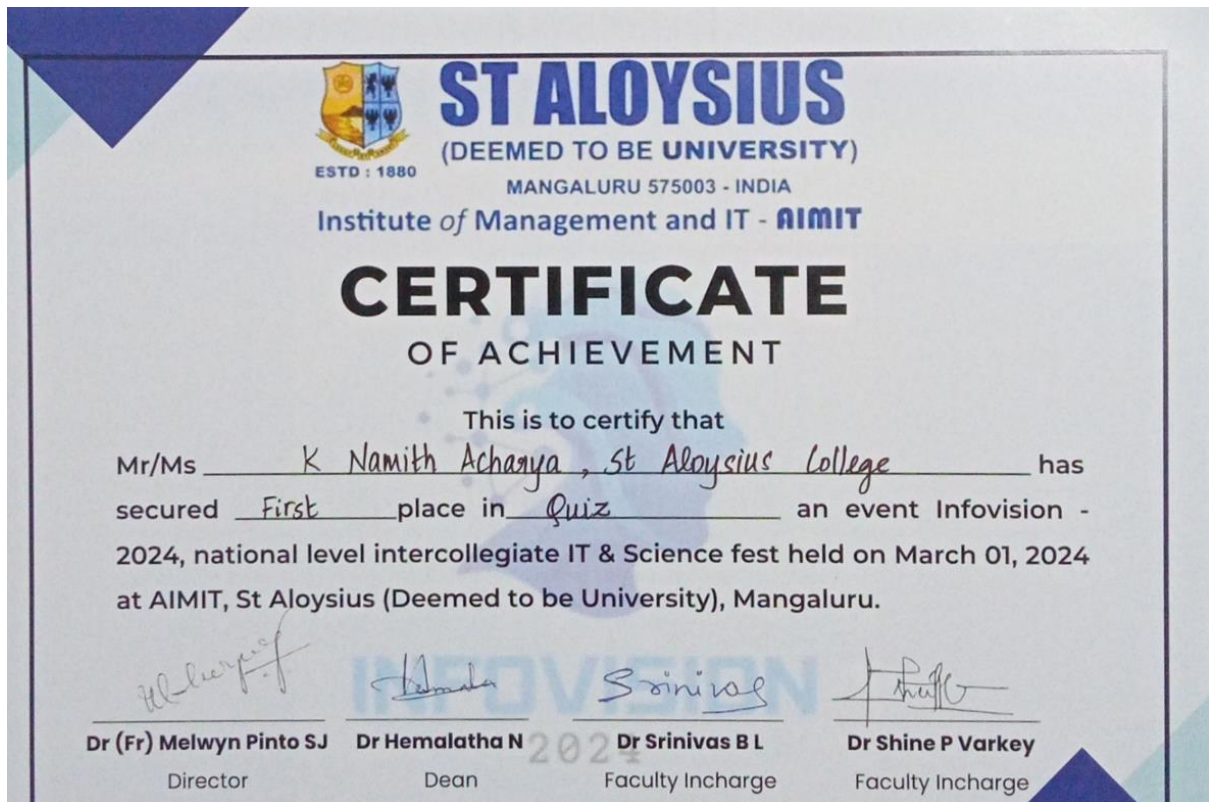 ST ALOYSIUS
(DEEMED TO BE UNIVERSITY)
ESTD : 1880
MANGALURU 575003 - INDIA
Institute of Management and IT - AIMIT
CERTIFICATE
OF ACHIEVEMENT
This is to certify that
Mr/Ms K Namith Acharya, St Aloysius College has
secured First place in Quiz an event Infovision -
2024, national level intercollegiate IT & Science fest held on March 01, 2024
at AIMIT, St Aloysius (Deemed to be University), Mangaluru.
INFOVISION
Srinivas
2024
Dr (Fr) Melwyn Pinto SJ Dr Hemalatha N Dr Srinivas B L Dr Shine P Varkey
Director Dean Faculty Incharge Faculty Incharge